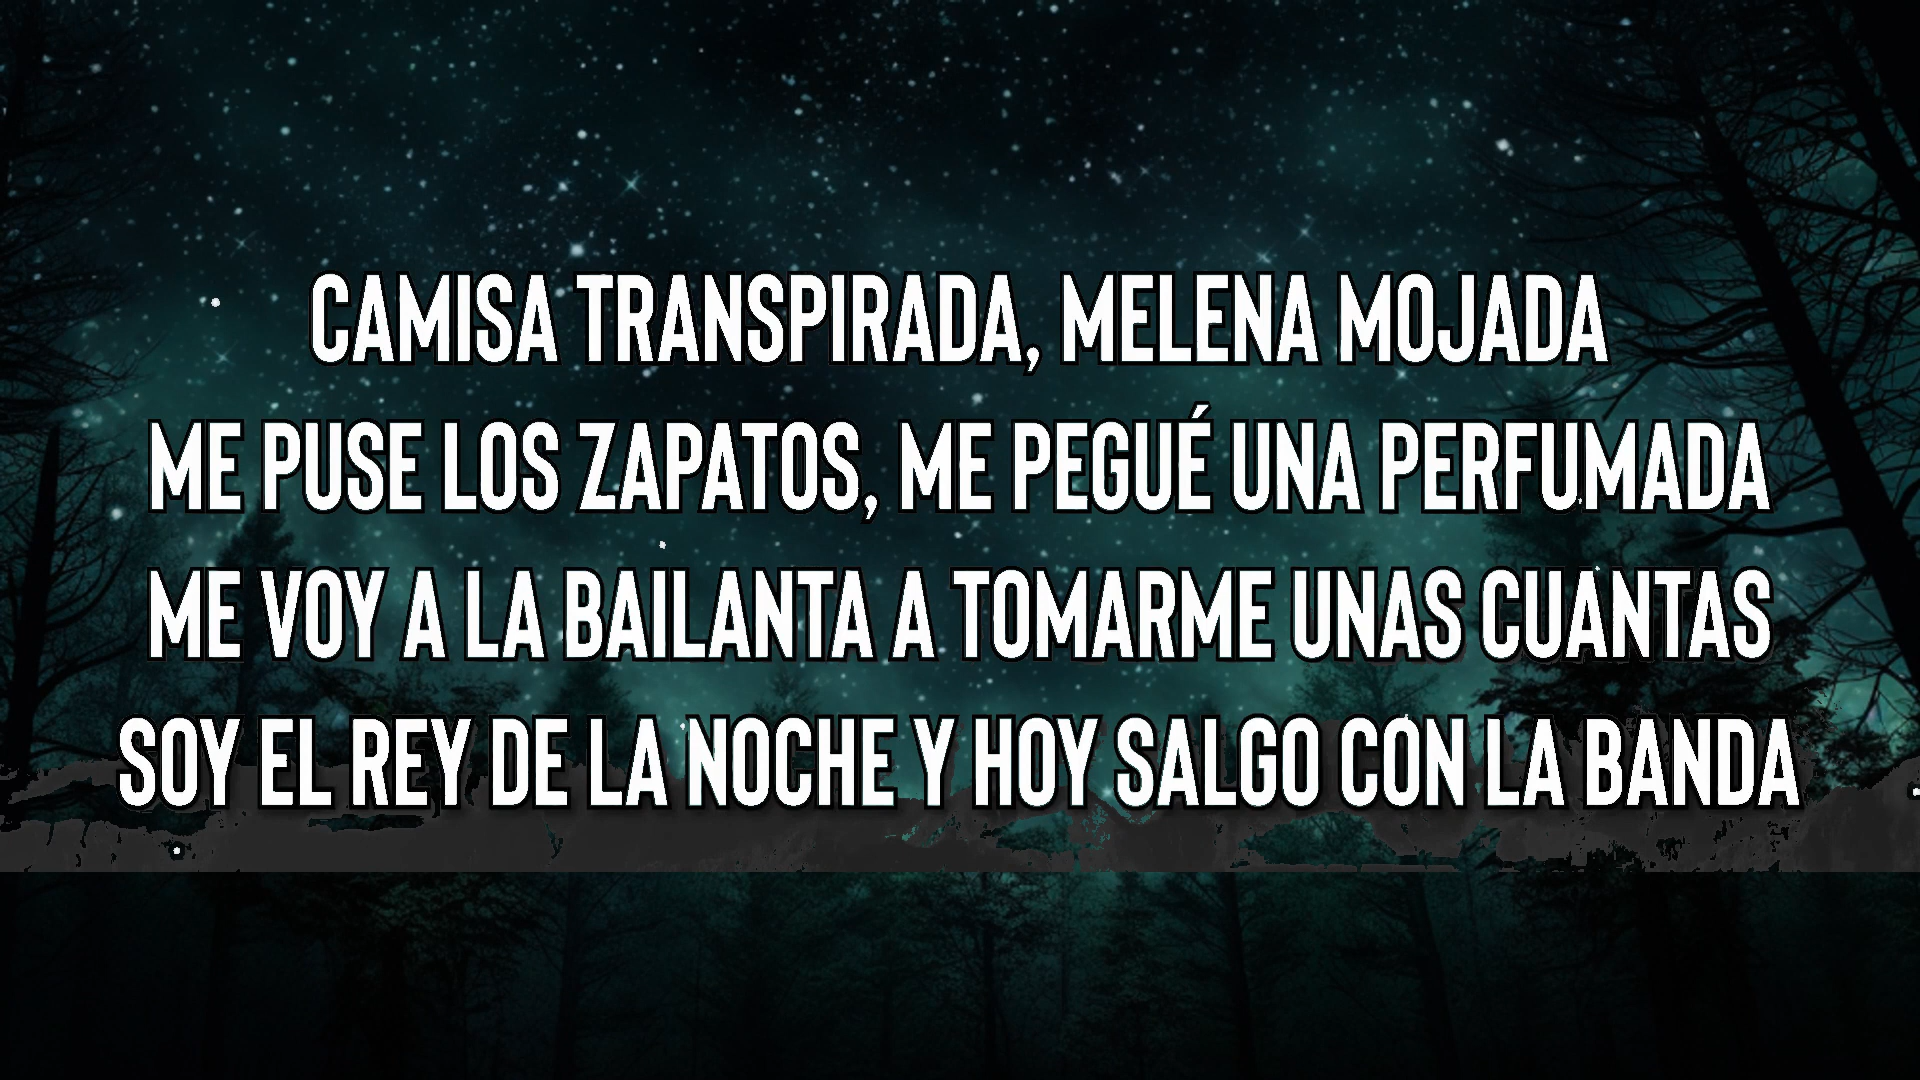 CAMISA TRANSPIRADA, MELENA MOJADA
ME PUSE LOS ZAPATOS, ME PEGUÉ UNA PERFUMADA
ME VOY A LA BAILANTA A TOMARME UNAS CUANTAS
SOY EL REY DE LA NOCHE Y HOY SALGO CON LA BANDA